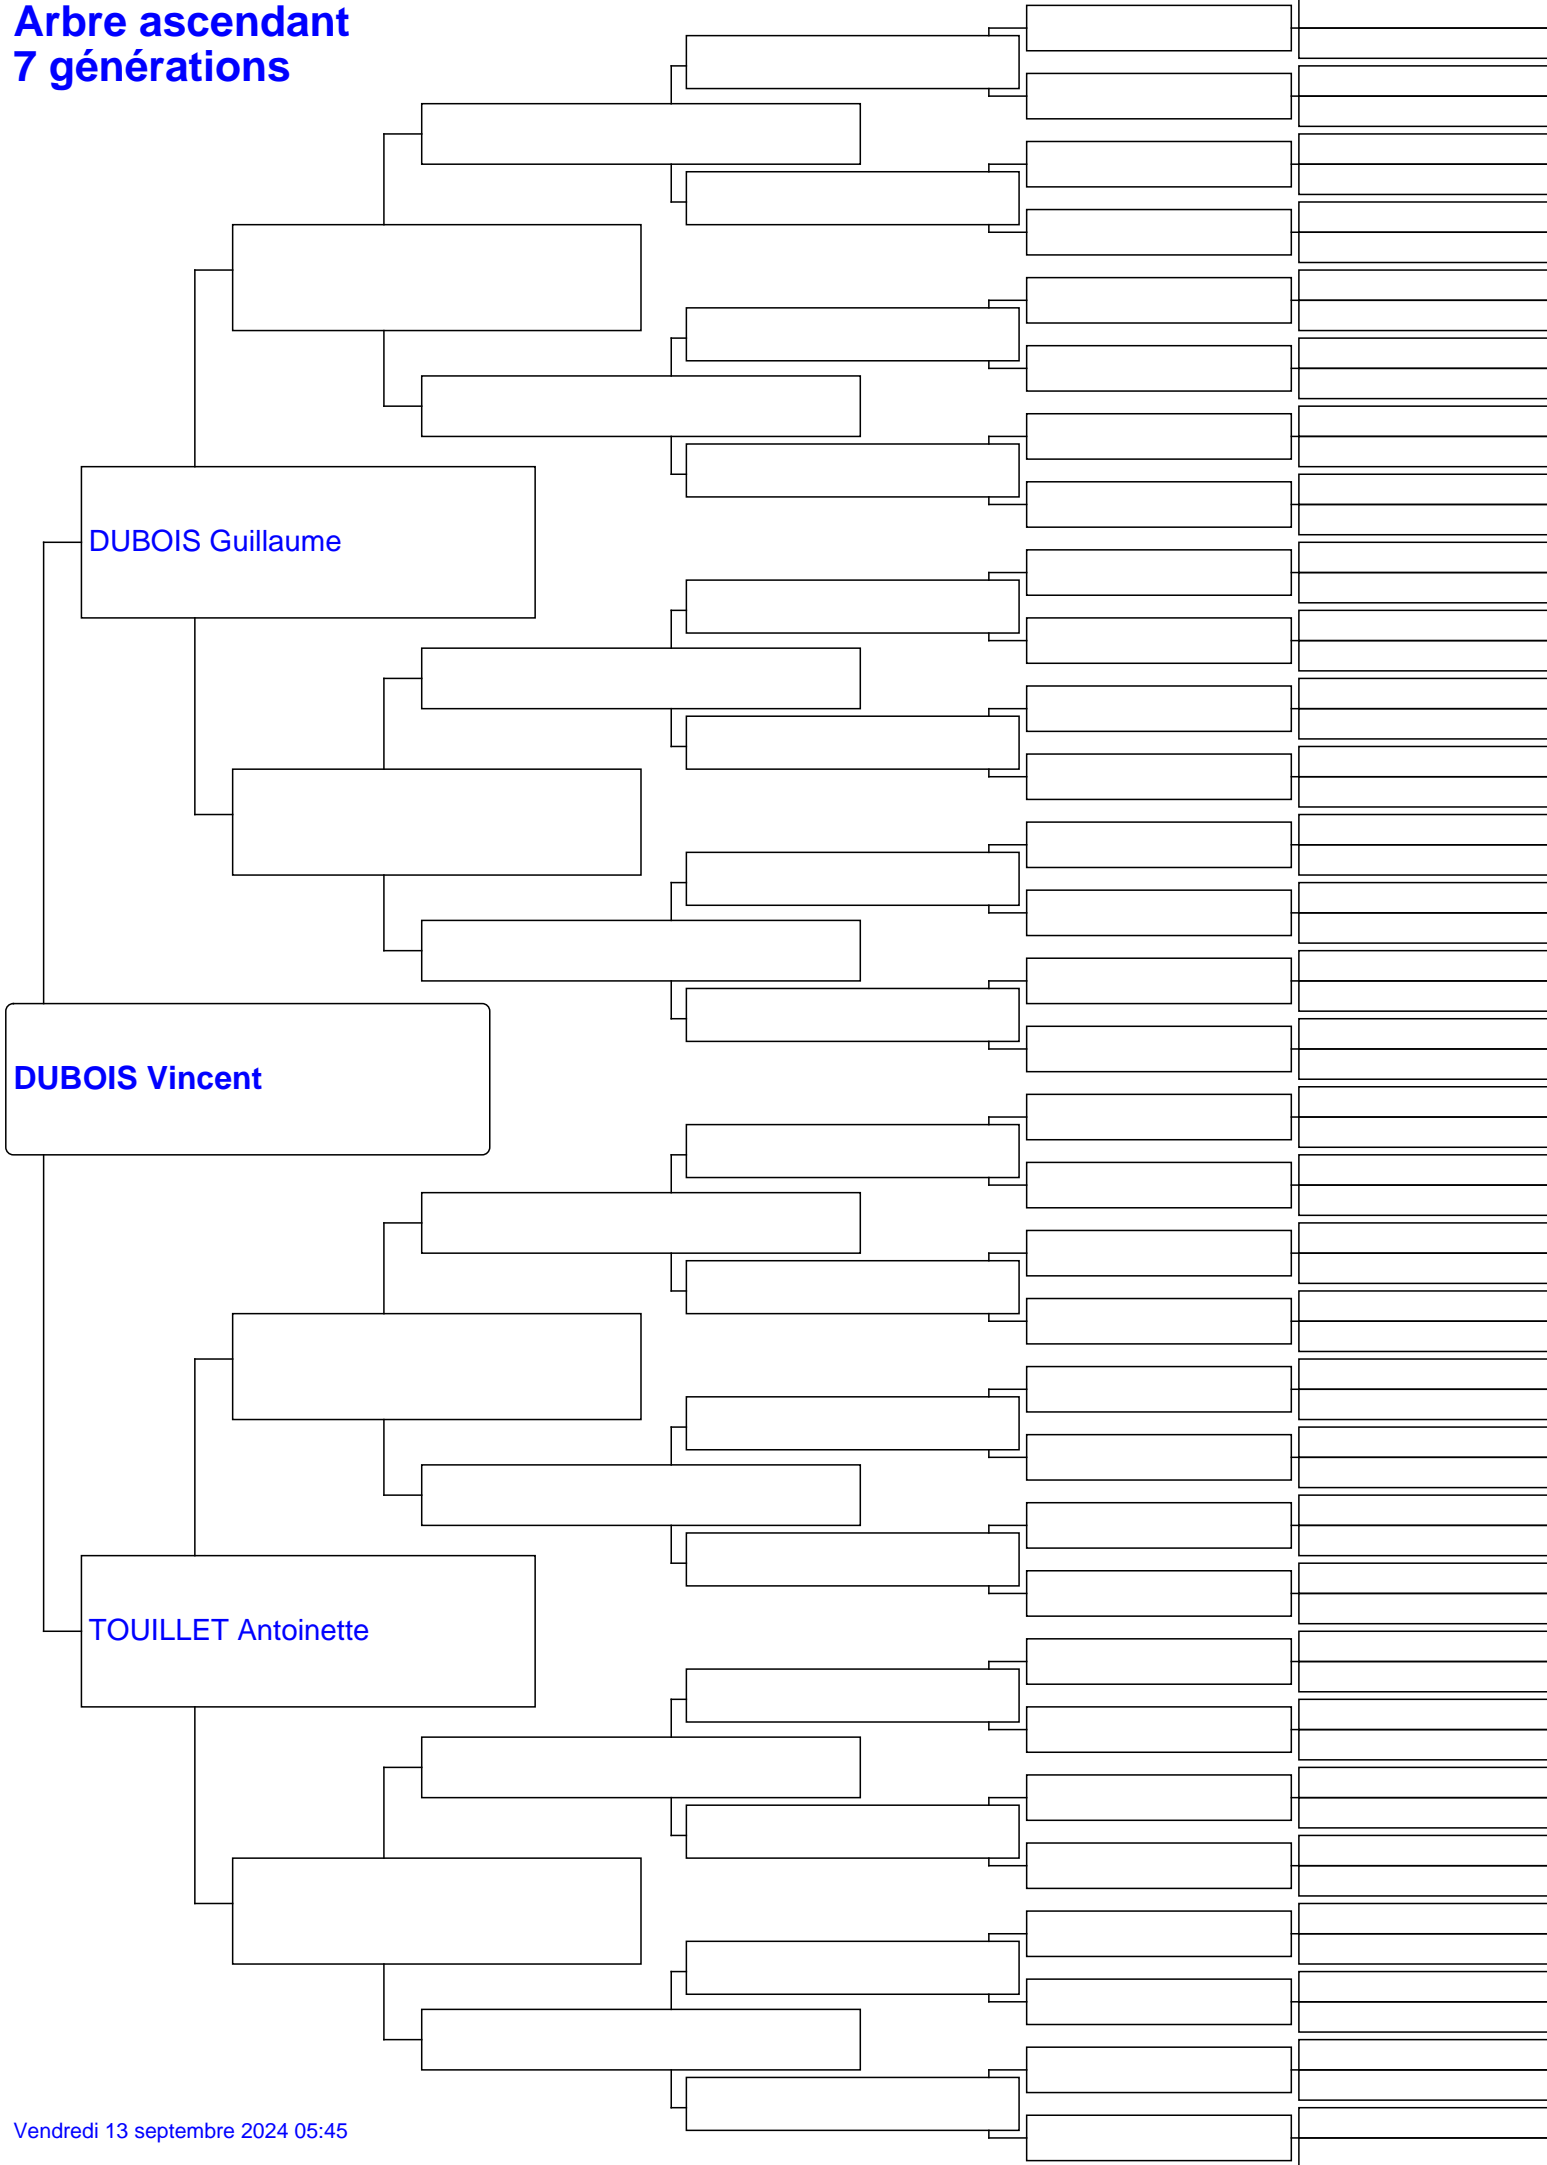 Arbre ascendant
7 générations
DUBOIS Guillaume
DUBOIS Vincent
TOUILLET Antoinette
Vendredi 13 septembre 2024 05:45